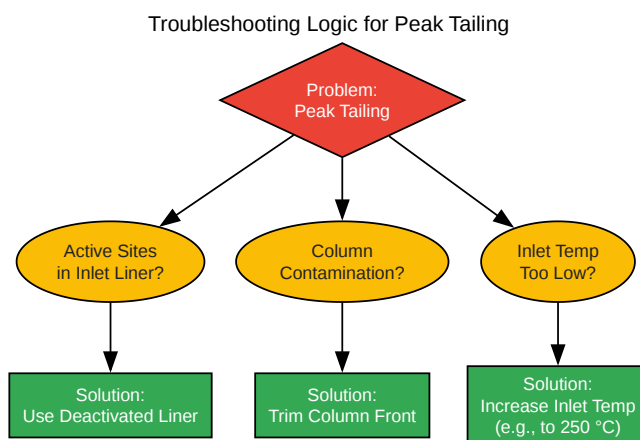 Troubleshooting Logic for Peak Tailing
Problem:
Peak Tailing
Active Sites
in Inlet Liner?
Column
Contamination?
Inlet Temp
Too Low?
Solution:
Use Deactivated Liner
Solution:
Trim Column Front
Solution:
Increase Inlet Temp
(e.g., to 250 °C)